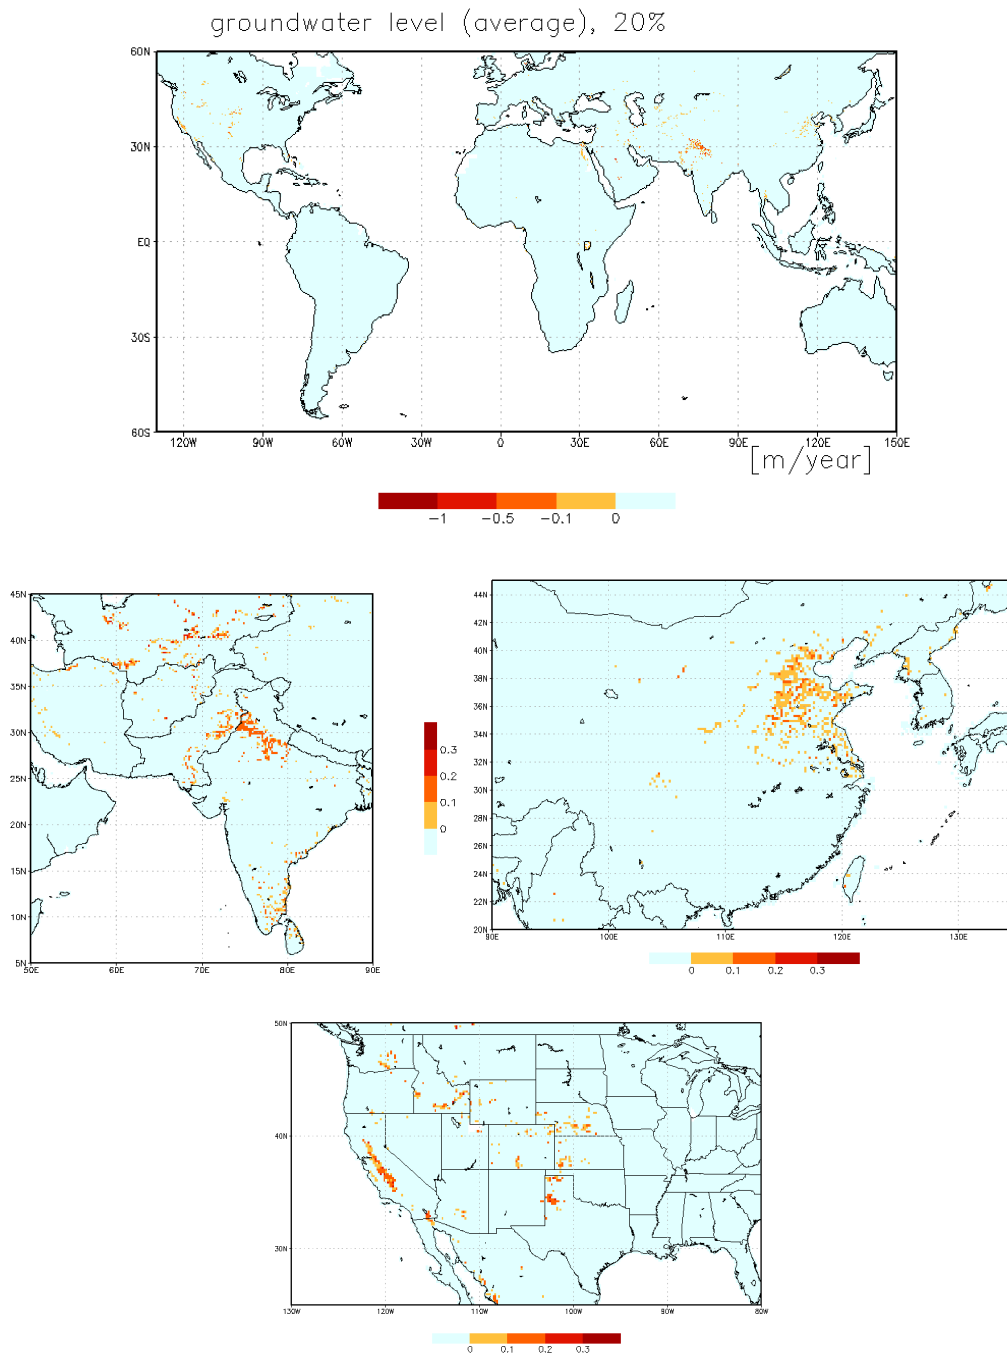 groundwater level (average), 20%
60N
30N
EQ
30S
60S
120W 90W 60W 30W 0 30E 60E 90E 120E 150E
[m/year]
-1 -0.5 -0.1 0
45N
40N
35N
30N
25N
20N
15N
10N
5N
50E 60E 70E 80E 90E
0.3
0.2
0.1
0
44N
42N
40N
38N
36N
34N
32N
30N
28N
26N
24N
22N
20N
90E 100E 110E 120E 130E
0 0.1 0.2 0.3
50N
40N
30N
130W 120W 110W 100W 90W 80W
0 0.1 0.2 0.3